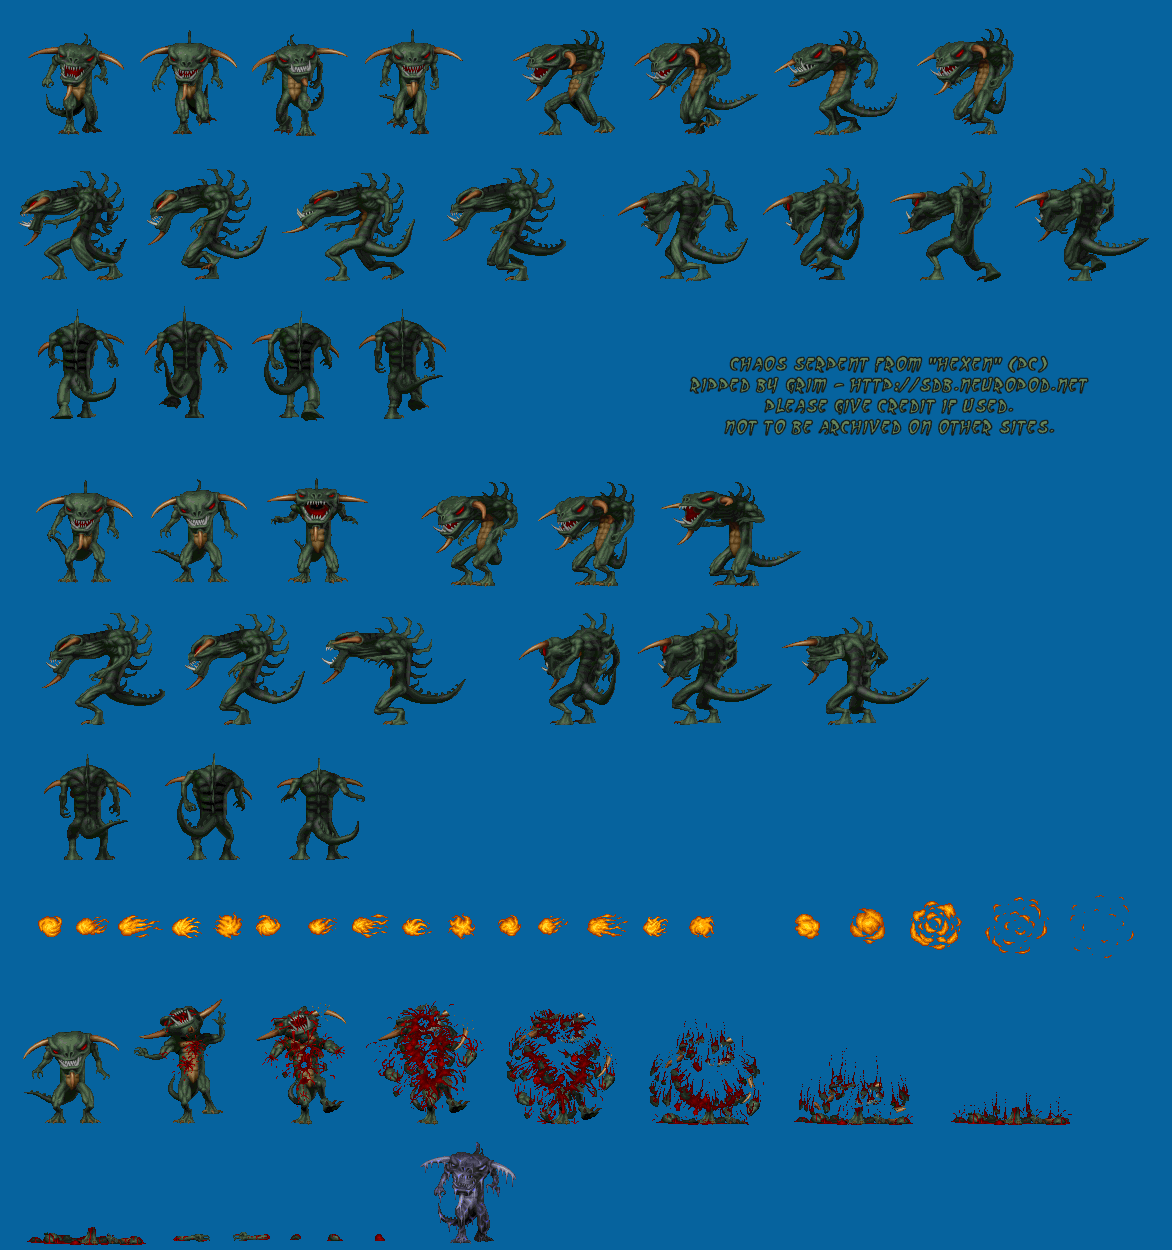 CHAOS SERPENT FROM "HEXEN" (PC)
RIPPED BY GRIM - HTTP://SDB.NEUROPOD.NET
PLEASE GIVE CREDIT IF USED.
NOT TO BE ARCHIVED ON OTHER SITES.